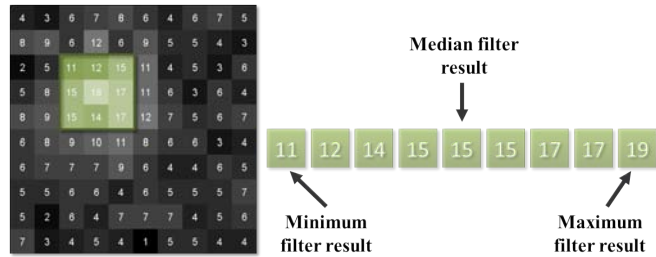 4 3 6 7 8 6 4 6 7 5
8 9 6 12 6 9 5 5 4 3
2 5 11 12 15 11 4 5 3 6
5 8 15 19 17 11 6 3 6 4
8 9 15 14 17 12 7 5 6 7
6 8 9 10 11 8 6 6 3 4
6 7 7 7 9 6 4 4 6 5
5 5 6 6 4 6 5 5 5 7
5 2 6 4 7 7 7 4 5 6
7 3 4 5 4 1 5 5 4 4
Median filter
result
11 12 14 15 15 15 17 17 19
Minimum
filter result
Maximum
filter result